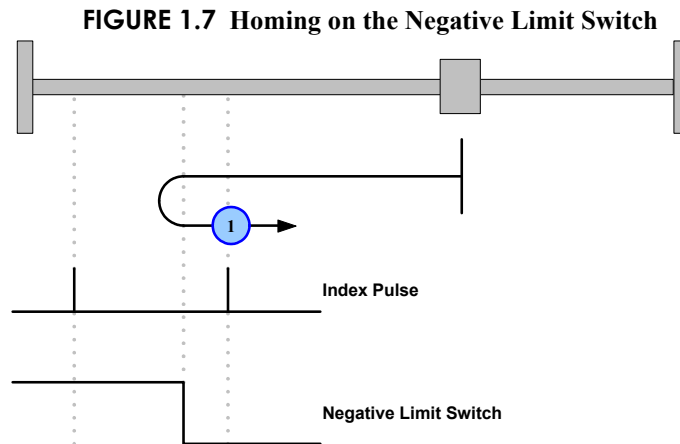 FIGURE 1.7 Homing on the Negative Limit Switch
1
Index Pulse
Negative Limit Switch